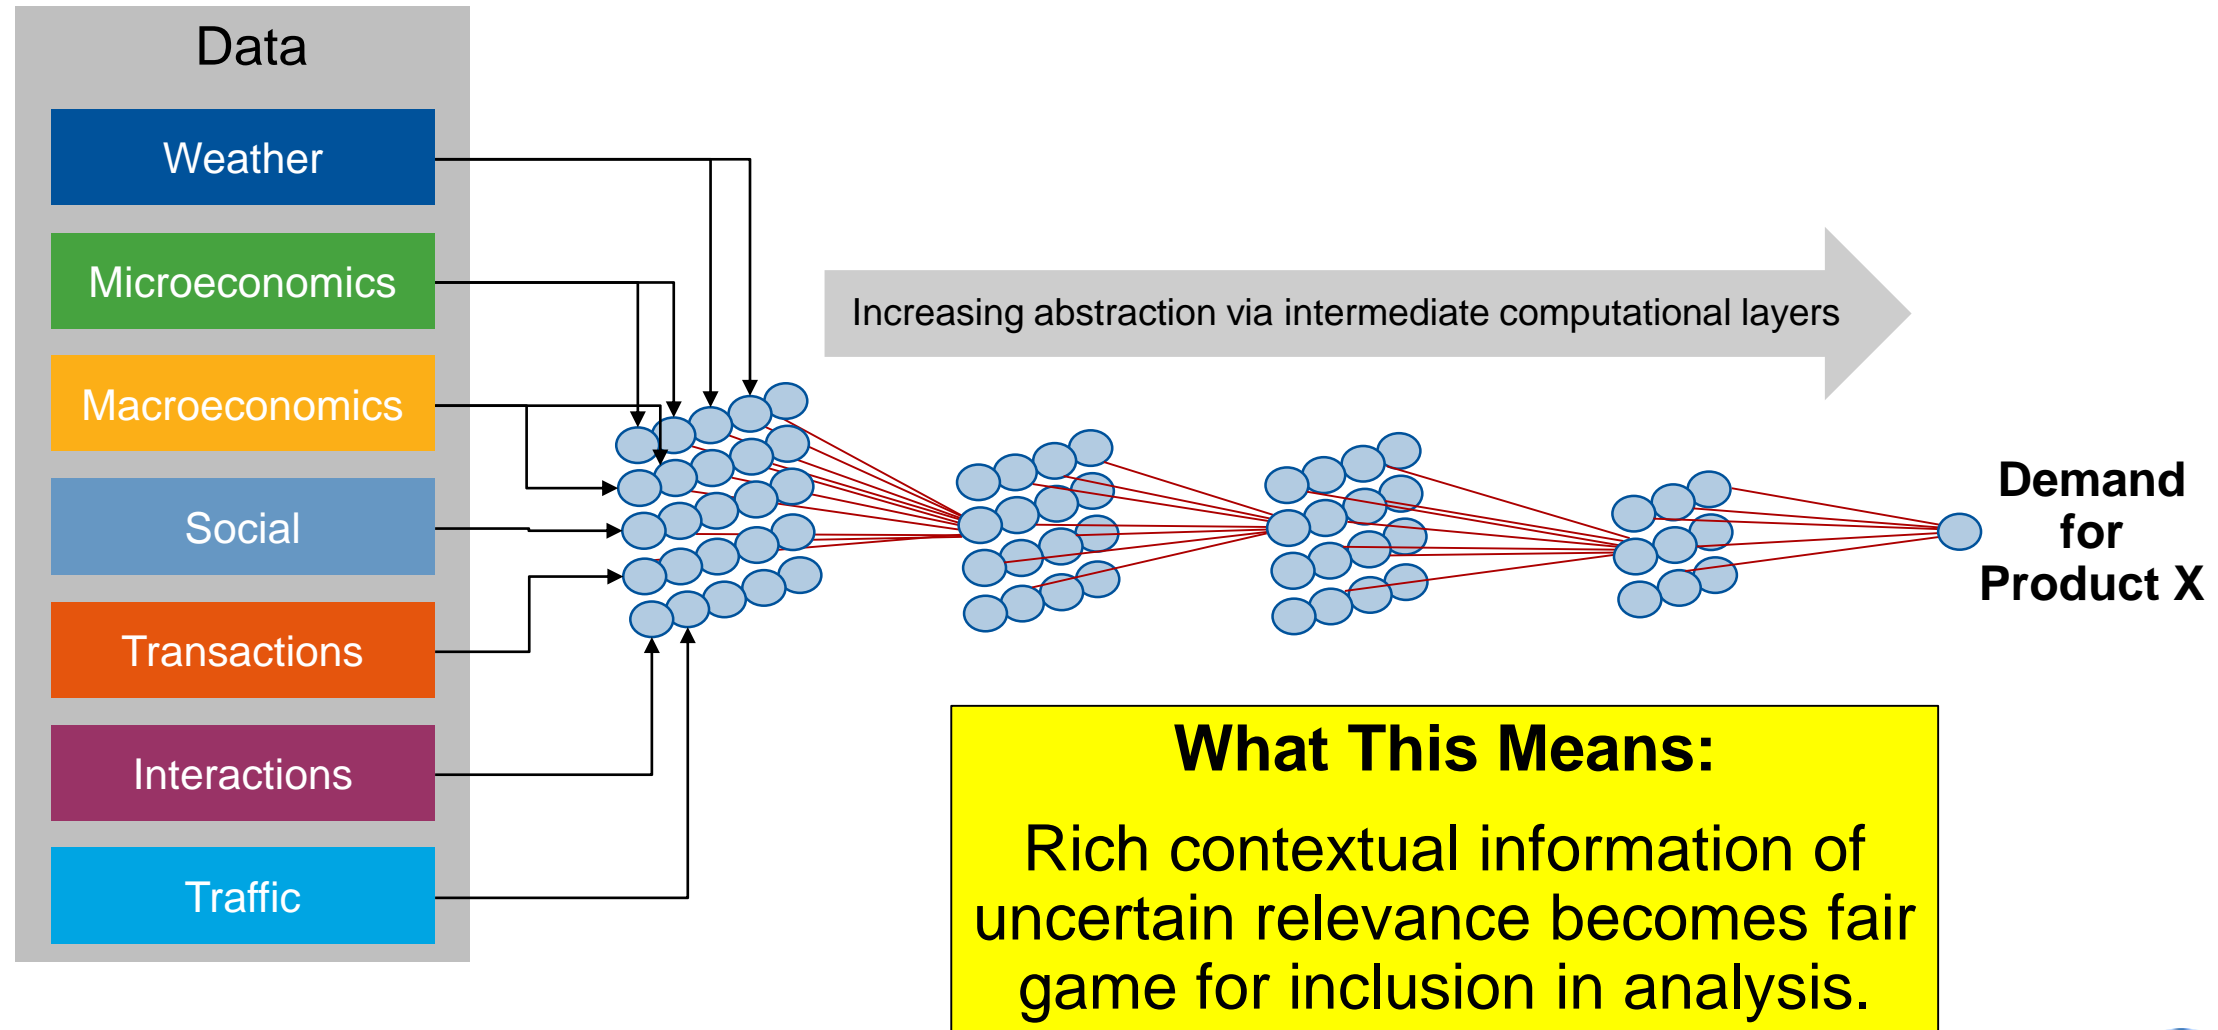 Data
Weather
Microeconomics
Macroeconomics
Social
Transactions
Interactions
Traffic
Increasing abstraction via intermediate computational layers
Demand
for
Product X
What This Means:
Rich contextual information of
uncertain relevance becomes fair
game for inclusion in analysis.